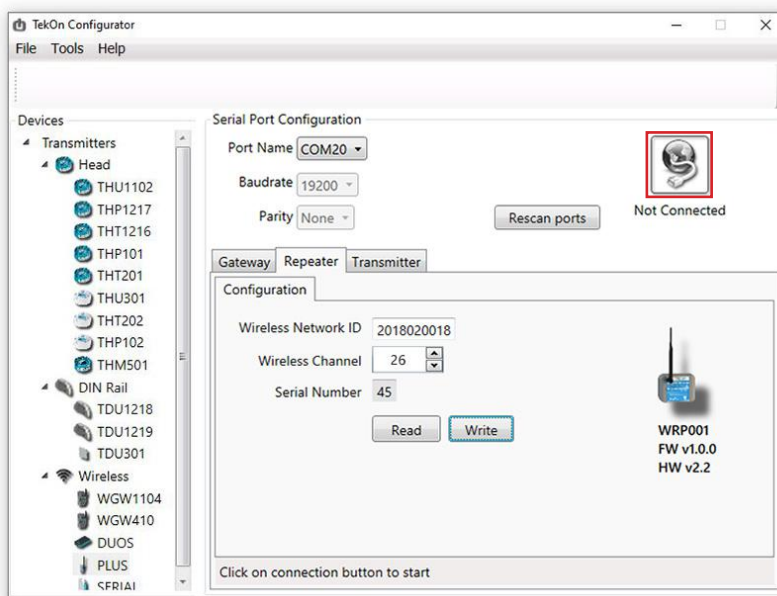 TekOn Configurator
File Tools Help
Devices
Transmitters
Head
THU1102
THP1217
THT1216
THP101
THT201
THU301
THT202
THP102
THM501
DIN Rail
TDU1218
TDU1219
TDU301
Wireless
WGW1104
WGW410
DUOS
PLUS
SERIAL
Serial Port Configuration
Port Name COM20
Baudrate 19200
Parity None
Rescan ports
Not Connected
Gateway Repeater Transmitter
Configuration
Wireless Network ID 2018020018
Wireless Channel 26
Serial Number 45
Read Write
WRP001
FW v1.0.0
HW v2.2
Click on connection button to start